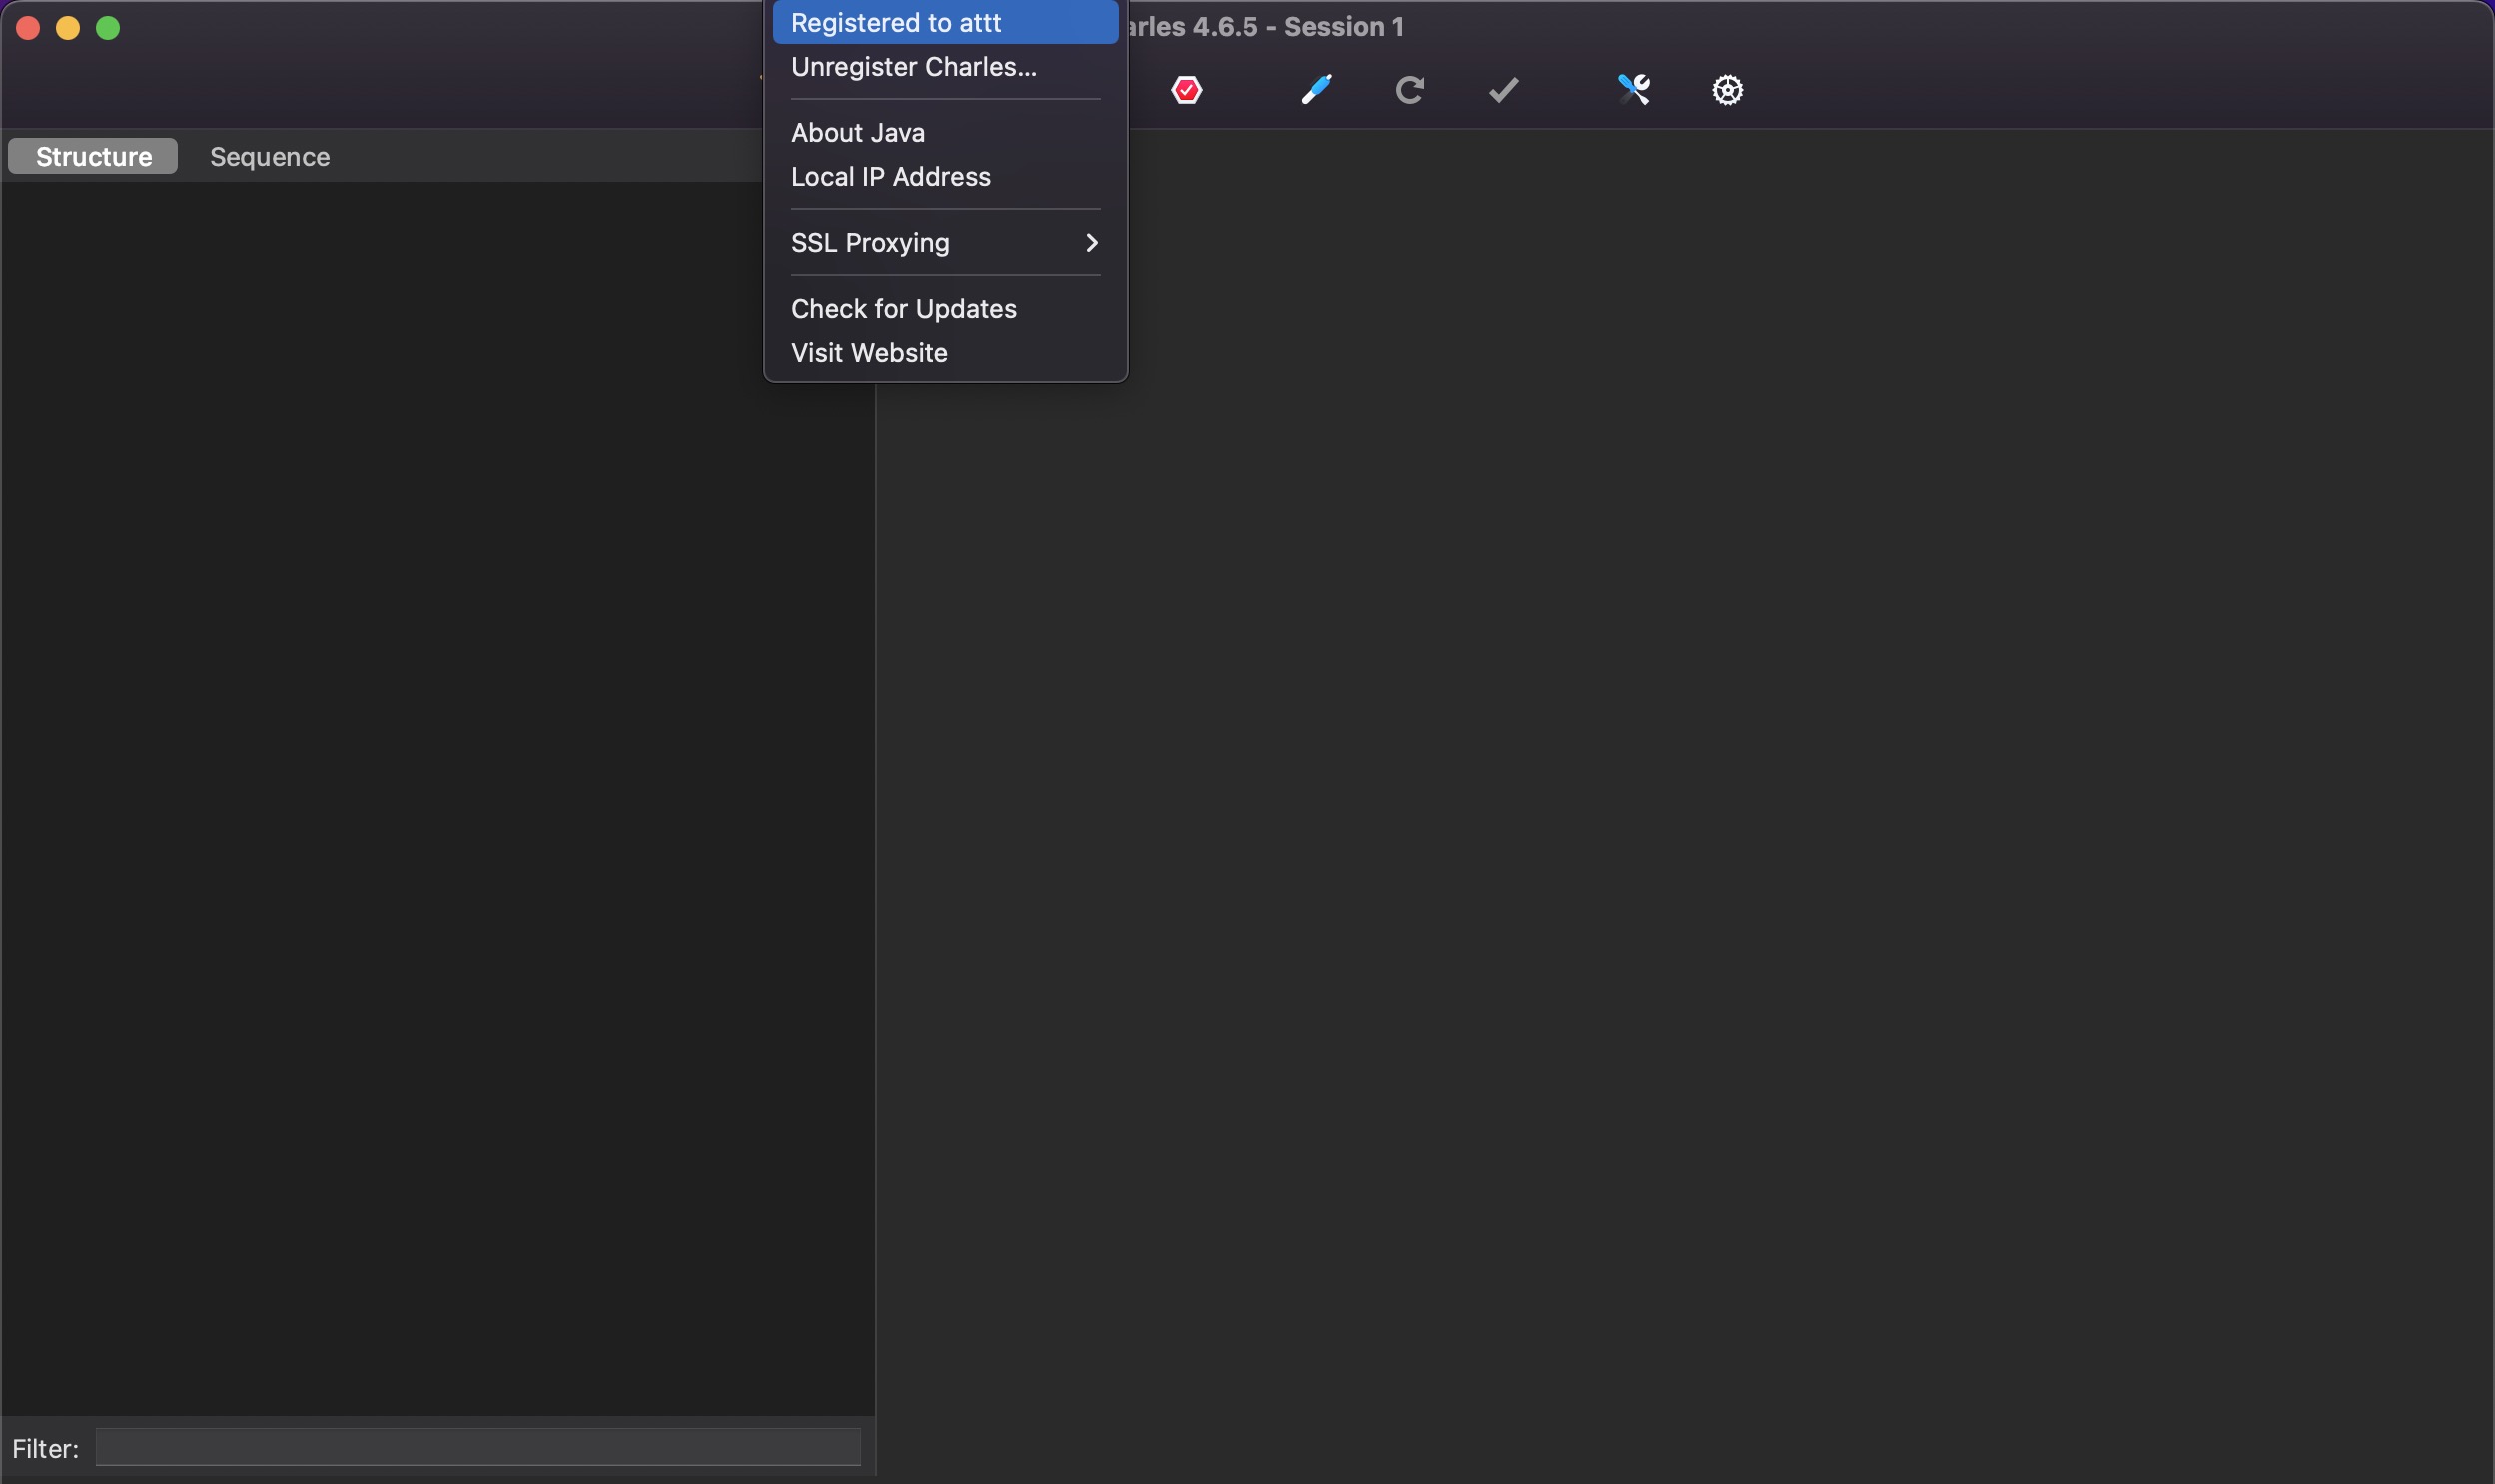 Registered to attt
arles 4.6.5 - Session 1
Unregister Charles...
About Java
Structure
Sequence
Local IP Address
SSL Proxying
Check for Updates
Visit Website
Filter: